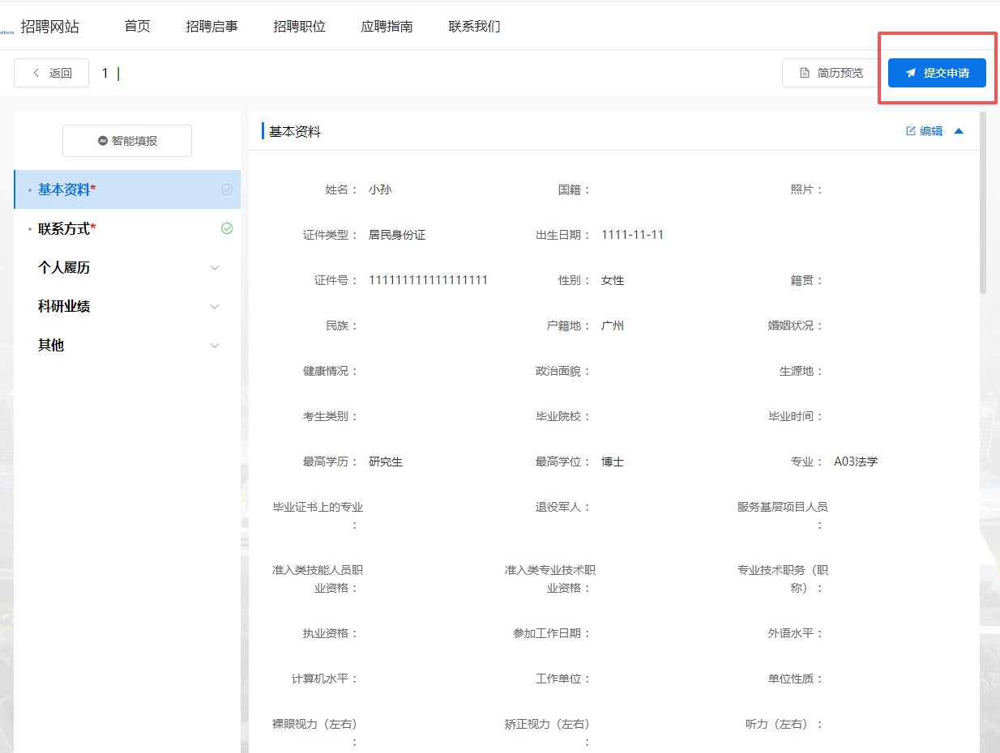 招聘网站 首页 招聘启事 招聘职位 应聘指南 联系我们
返回 1 简历预览 提交申请
智能填报
基本资料*
联系方式*
个人履历
科研业绩
其他
基本资料 编辑
姓名： 小孙 国籍： 照片：
证件类型： 居民身份证 出生日期： 1111-11-11
证件号： 111111111111111111 性别： 女性 籍贯：
民族： 户籍地： 广州 婚姻状况：
健康情况： 政治面貌： 生源地：
考生类别： 毕业院校： 毕业时间：
最高学历： 研究生 最高学位： 博士 专业： A03法学
毕业证书上的专业： 退役军人： 服务基层项目人员：
准入类技能人员职业资格： 准入类专业技术职业资格： 专业技术职务（职称）：
执业资格： 参加工作日期： 外语水平：
计算机水平： 工作单位： 单位性质：
裸眼视力（左右）： 矫正视力（左右）： 听力（左右）：